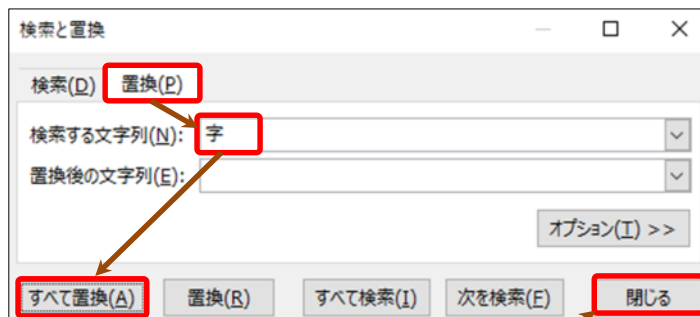 検索と置換
検索(D) 置換(P)
検索する文字列(N): 字
置換後の文字列(E):
オプション(T) >>
すべて置換(A) 置換(R) すべて検索(I) 次を検索(F) 閉じる